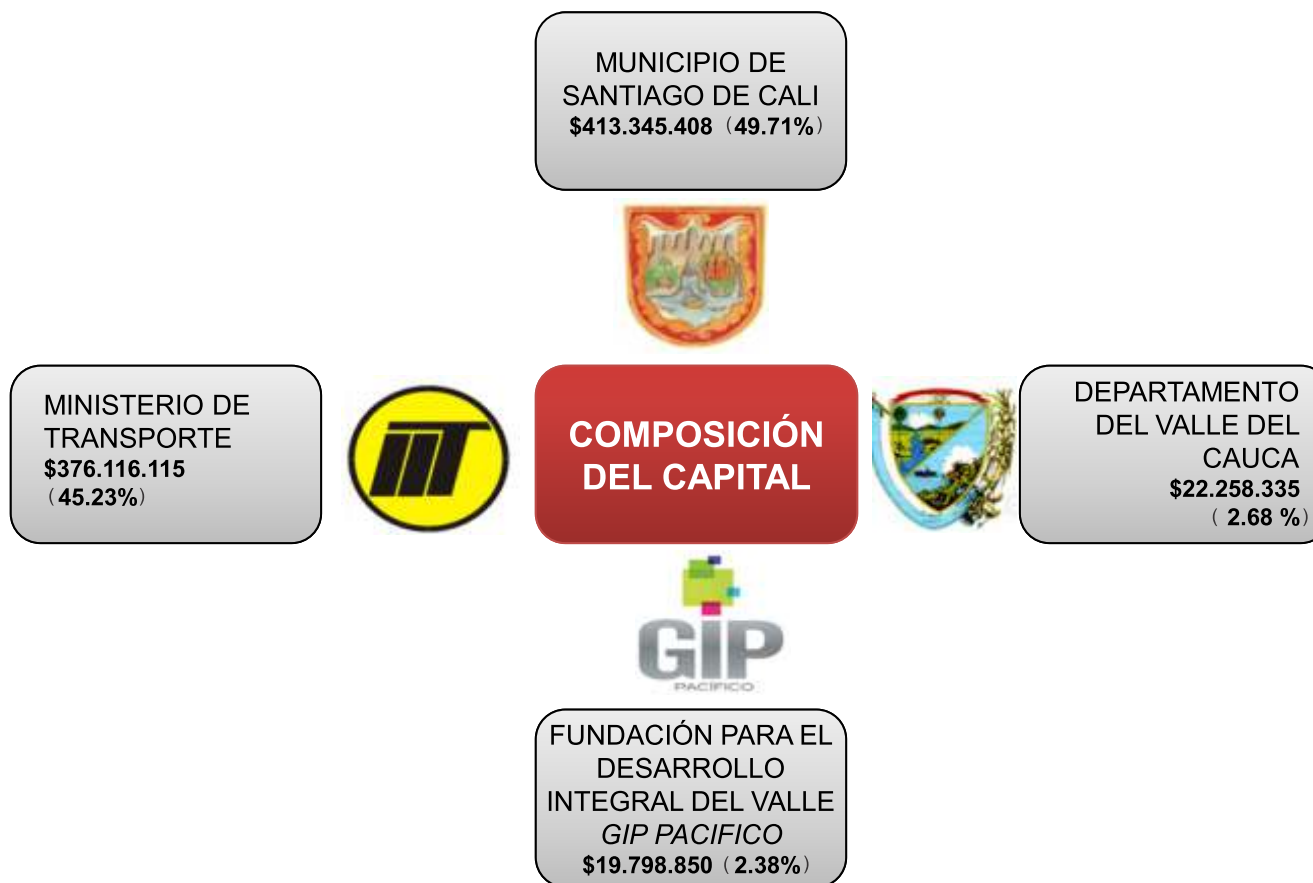 MUNICIPIO DE
SANTIAGO DE CALI
$413.345.408 (49.71%)
MINISTERIO DE
TRANSPORTE
$376.116.115
(45.23%)
COMPOSICIÓN
DEL CAPITAL
DEPARTAMENTO
DEL VALLE DEL
CAUCA
$22.258.335
( 2.68 %)
GIP
PACÍFICO
FUNDACIÓN PARA EL
DESARROLLO
INTEGRAL DEL VALLE
GIP PACIFICO
$19.798.850 (2.38%)